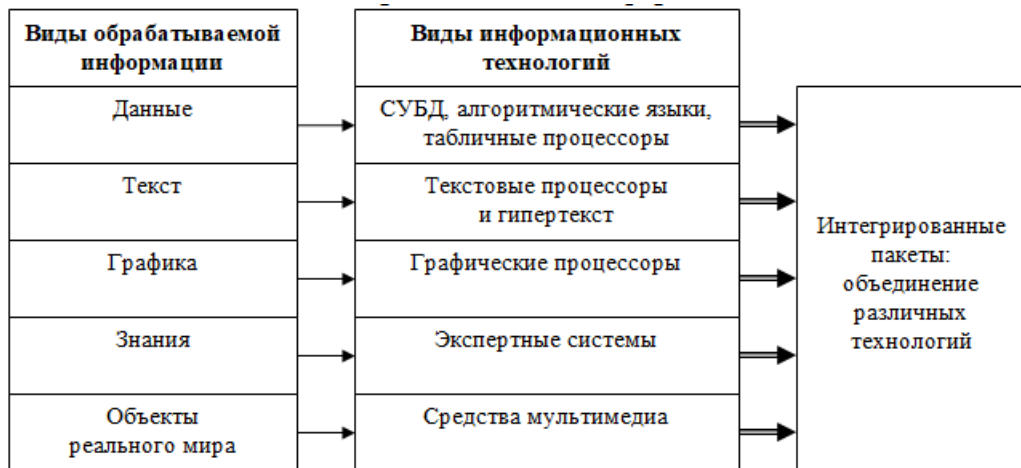 Виды обрабатываемой
информации
Виды информационных
технологий
Данные
СУБД, алгоритмические языки,
табличные процессоры
Текст
Текстовые процессоры
и гипертекст
Графика
Графические процессоры
Знания
Экспертные системы
Объекты
реального мира
Средства мультимедиа
Интегрированные
пакеты:
объединение
различных
технологий